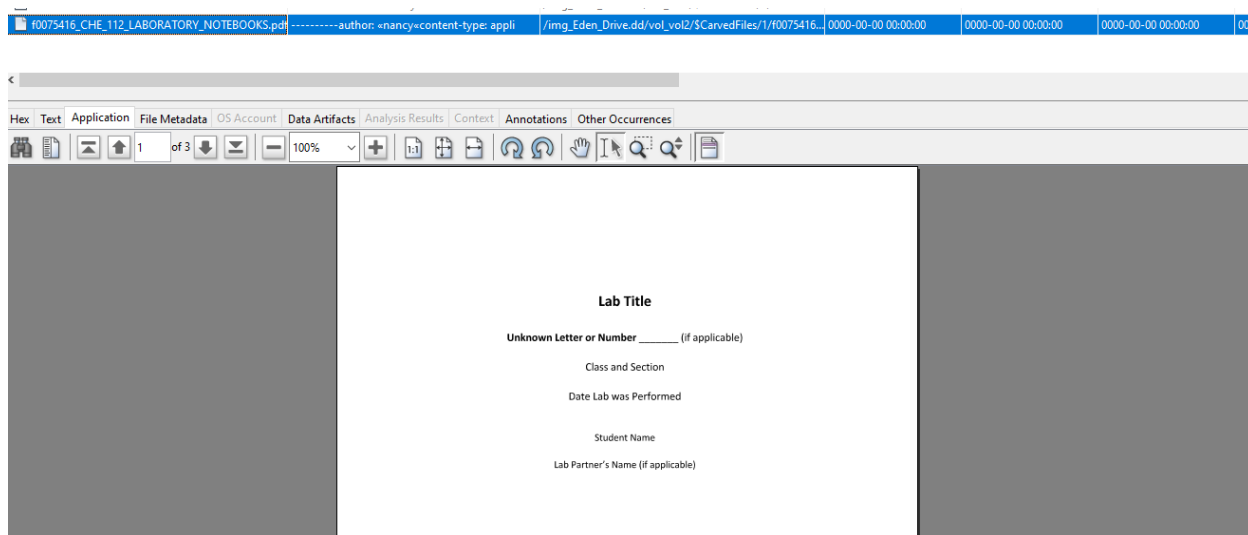 f0075416_CHE_112_LABORATORY_NOTEBOOKS.pdf ----------author: «nancy«content-type: appli /img_Eden_Drive.dd/vol_vol2/$CarvedFiles/1/f0075416... 0000-00-00 00:00:00 0000-00-00 00:00:00 0000-00-00 00:00:00 00
Hex Text Application File Metadata OS Account Data Artifacts Analysis Results Context Annotations Other Occurrences
1 of 3 100% 1:1
Lab Title
Unknown Letter or Number _______ (if applicable)
Class and Section
Date Lab was Performed
Student Name
Lab Partner's Name (if applicable)